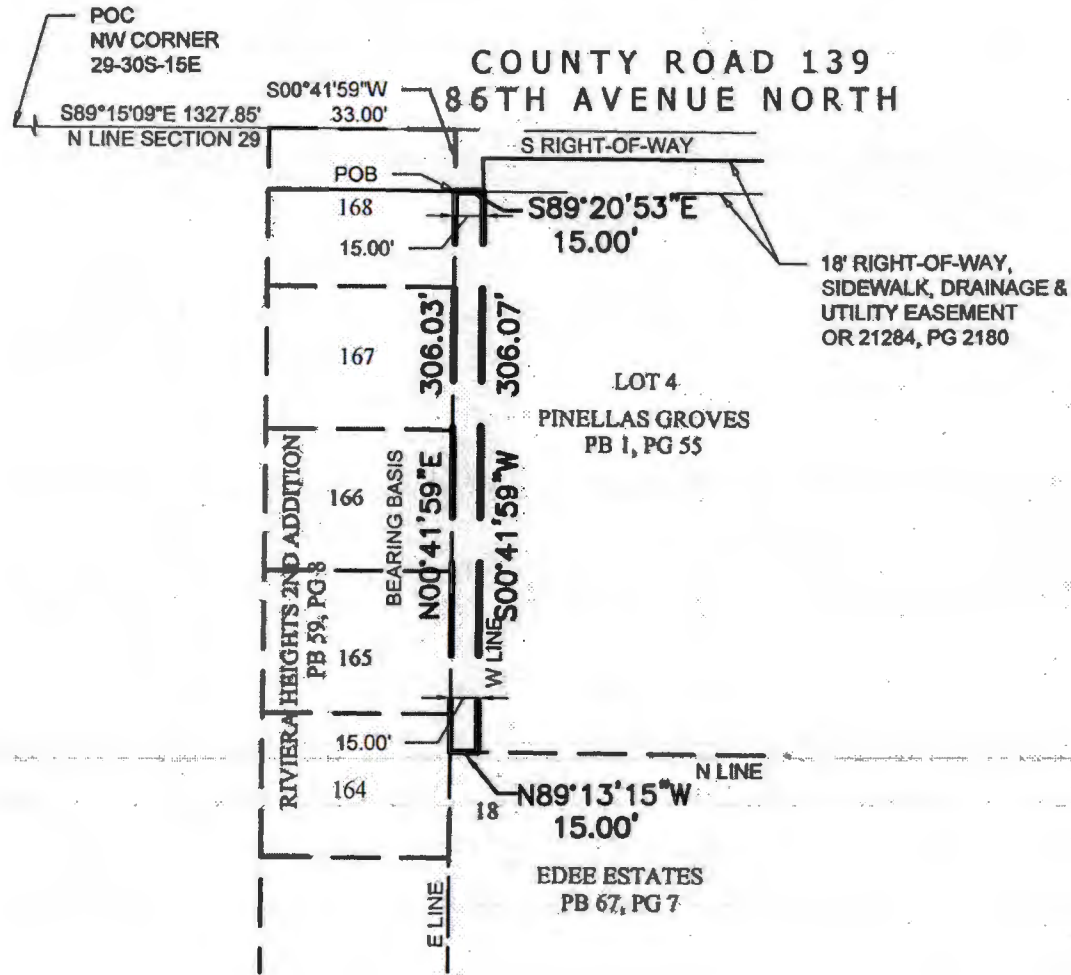 POC
NW CORNER
29-30S-15E
COUNTY ROAD 139
86TH AVENUE NORTH
S00°41'59"W
33.00'
S89°15'09"E 1327.85'
N LINE SECTION 29
S RIGHT-OF-WAY
POB
168
15.00'
S89°20'53"E
15.00'
18' RIGHT-OF-WAY,
SIDEWALK, DRAINAGE &
UTILITY EASEMENT
OR 21284, PG 2180
167
306.03'
306.07'
LOT 4
PINELLAS GROVES
PB 1, PG 55
RIVIERA HEIGHTS 2ND ADDITION
PB 59, PG 8
166
BEARING BASIS
N00°41'59"E
S00°41'59"W
W LINE
165
15.00'
N LINE
164
18
N89°13'15"W
15.00'
EDEE ESTATES
PB 67, PG 7
E LINE